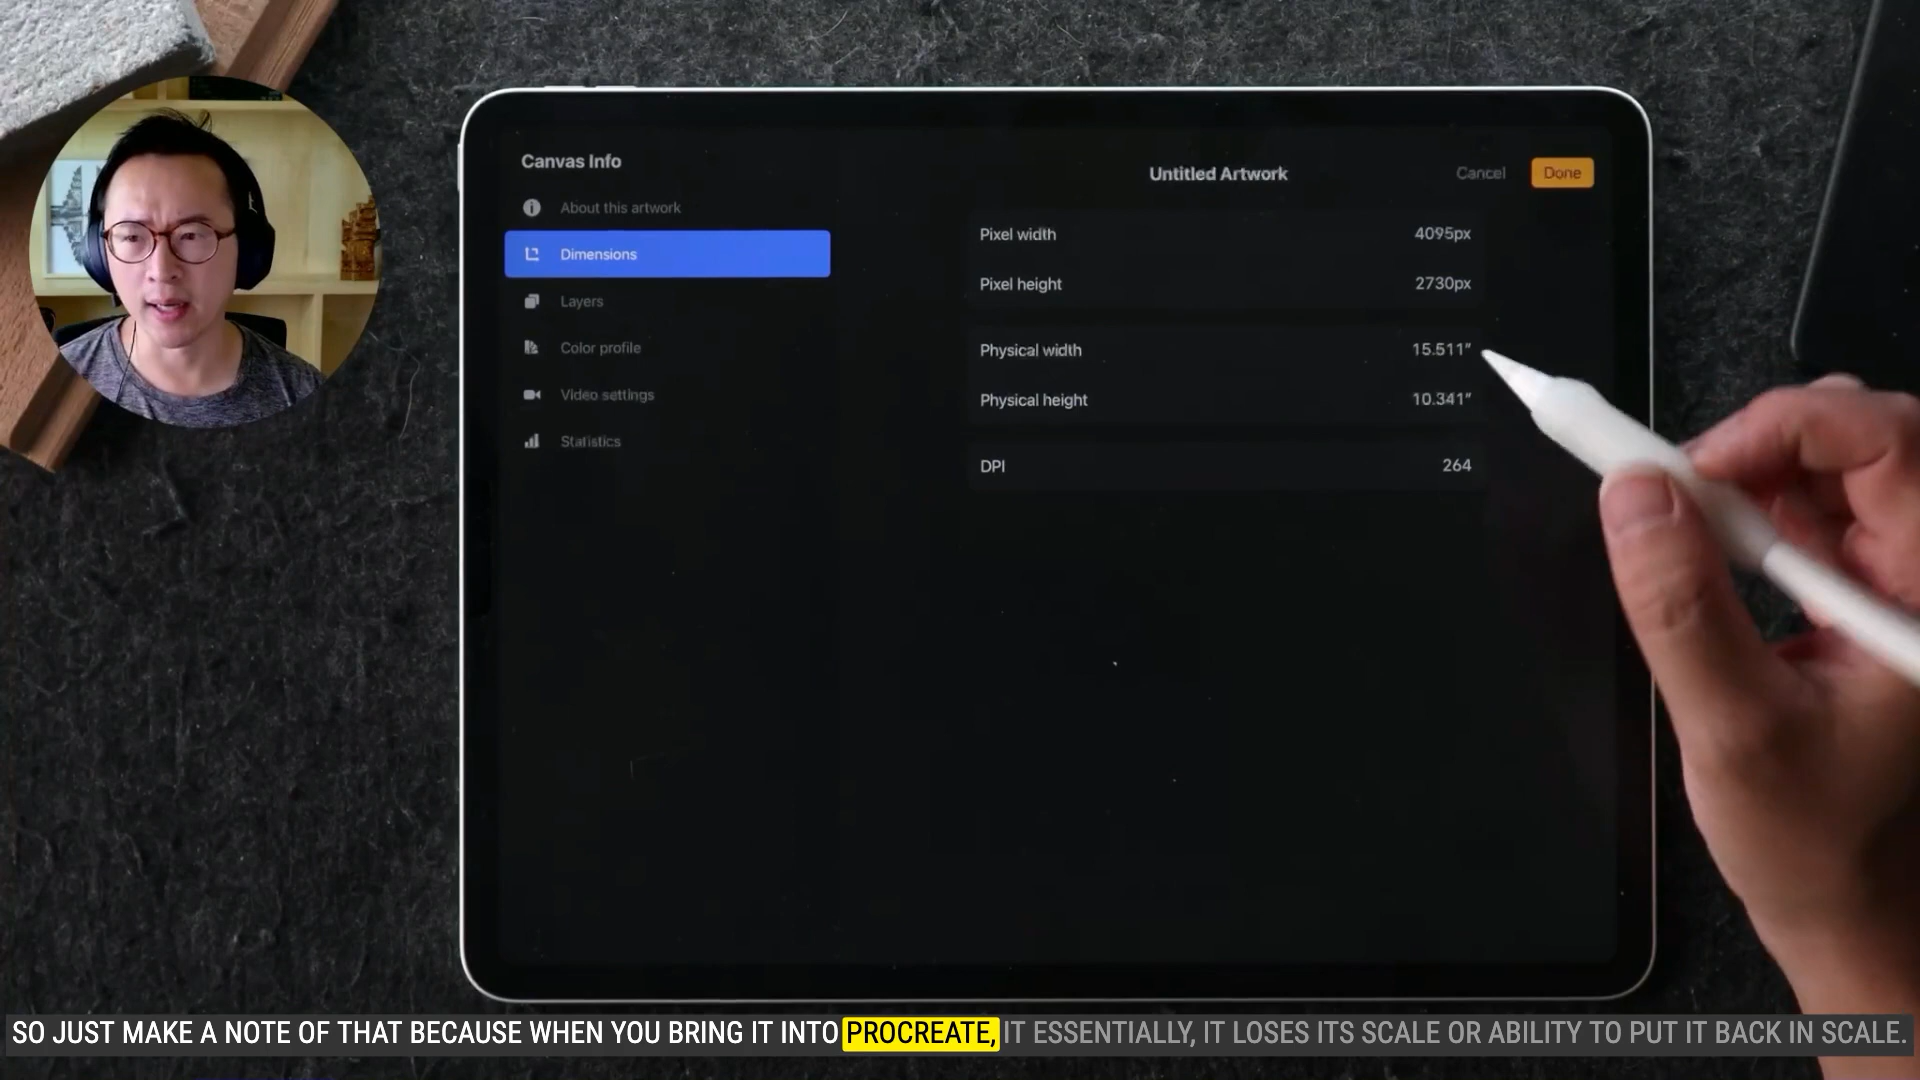 Canvas Info
Untitled Artwork
Cancel
Done
About this artwork
Dimensions
Layers
Color profile
Video settings
Statistics
Pixel width 4095px
Pixel height 2730px
Physical width 15.511"
Physical height 10.341"
DPI 264
SO JUST MAKE A NOTE OF THAT BECAUSE WHEN YOU BRING IT INTO PROCREATE, IT ESSENTIALLY, IT LOSES ITS SCALE OR ABILITY TO PUT IT BACK IN SCALE.